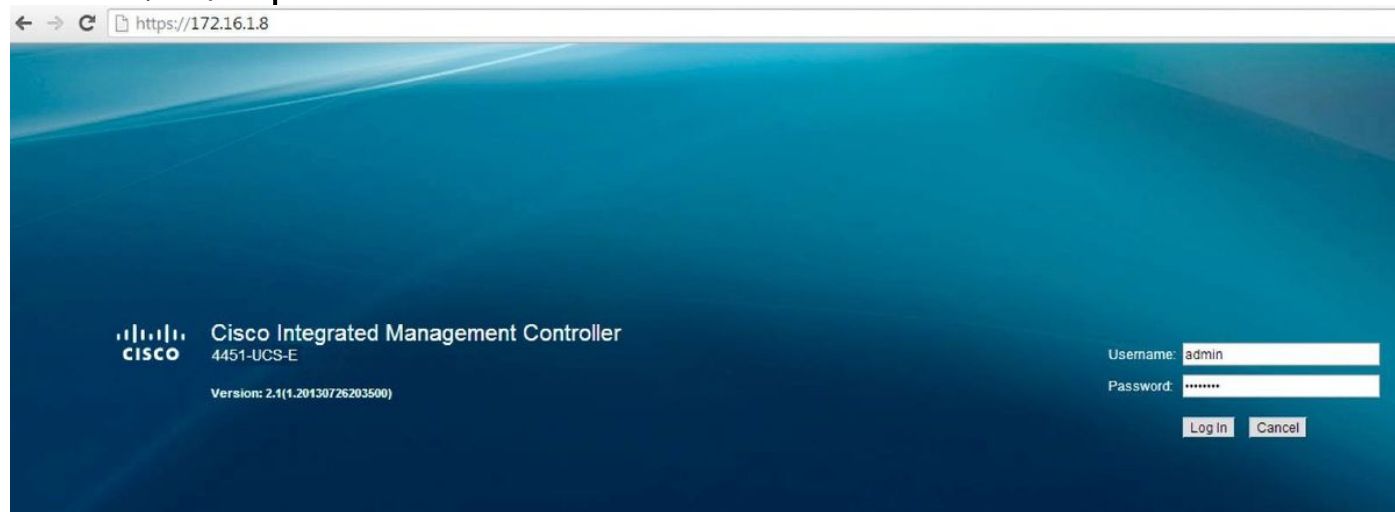 https://172.16.1.8
Cisco Integrated Management Controller
CISCO
4451-UCS-E
Version: 2.1(1.20130726203500)
Username: admin
Password: ••••••••
Log In Cancel